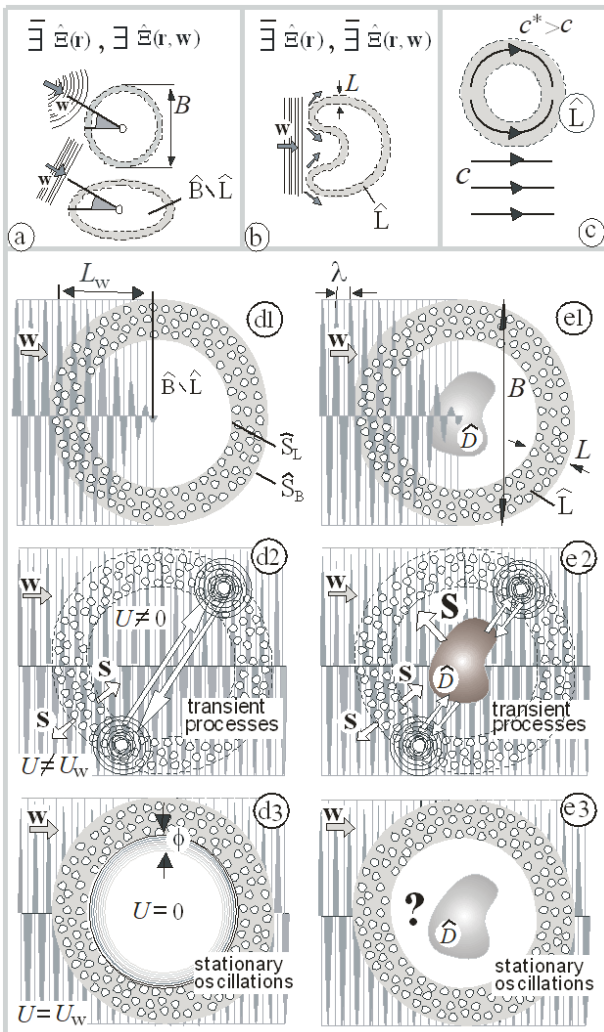 ∃̅ Ξ̂(r) , ∃ Ξ̂(r, w)
w
B
w
B̂∖L̂
a
∃̅ Ξ̂(r), ∃̅ Ξ̂(r, w)
L
w
L̂
b
c*>c
L̂
c
c
L_w
d1
w
B̂∖L̂
Ŝ_L
Ŝ_B
λ
e1
w
B
D̂
L
L̂
d2
w
U≠0
S
S
transient
processes
U≠U_w
e2
w
S
D̂
S
S
transient
processes
d3
w
ϕ
U=0
stationary
oscillations
U=U_w
e3
w
?
D̂
stationary
oscillations